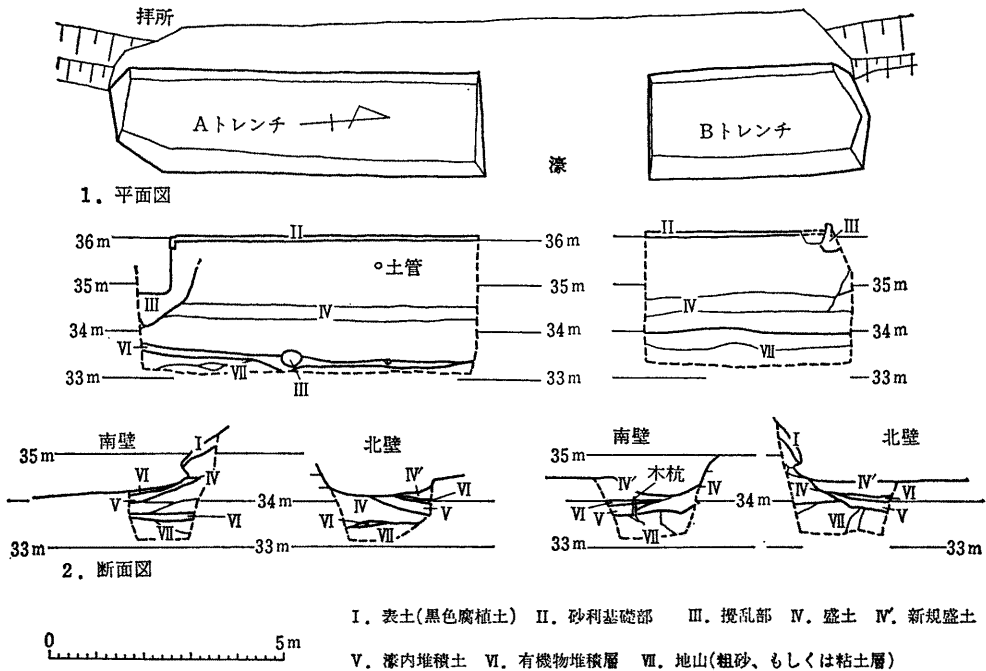 拝所
Aトレンチ
Bトレンチ
濠
1. 平面図
II
II
III
36m
36m
土管
35m
35m
35m
III
IV
IV
34m
34m
34m
VI
VII
VII
33m
33m
33m
III
南壁
I
北壁
南壁
I
北壁
35m
35m
木杭
VI
IV
IV'
IV
IV'
VI
VI
34m
34m
V
IV
V
VI
V
IV
V
VI
VI
VII
VII
VII
VII
33m
33m
33m
33m
2. 断面図
I. 表土(黒色腐植土) II. 砂利基礎部 III. 攪乱部 IV. 盛土 IV'. 新規盛土
0 5m
V. 濠内堆積土 VI. 有機物堆積層 VII. 地山(粗砂、もしくは粘土層)